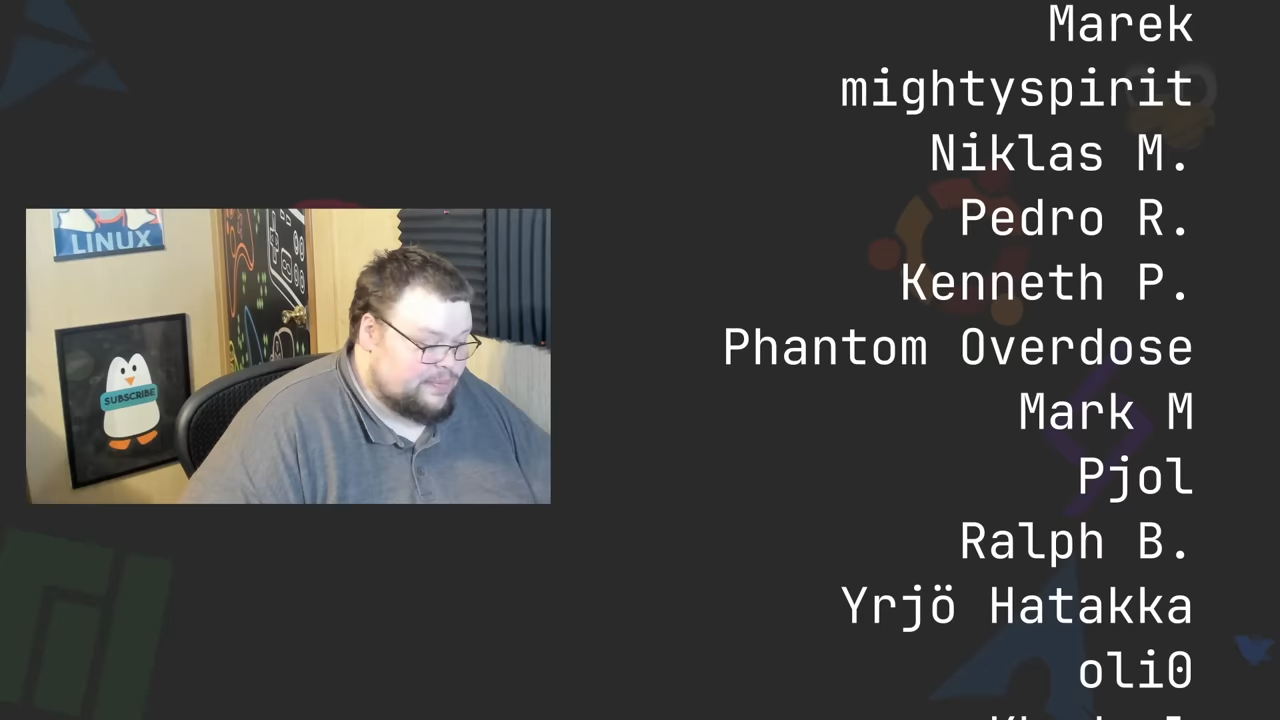 Marek
mightyspirit
Niklas M.
Pedro R.
Kenneth P.
Phantom Overdose
Mark M
Pjol
Ralph B.
Yrjö Hatakka
oli0
LINUX
SUBSCRIBE